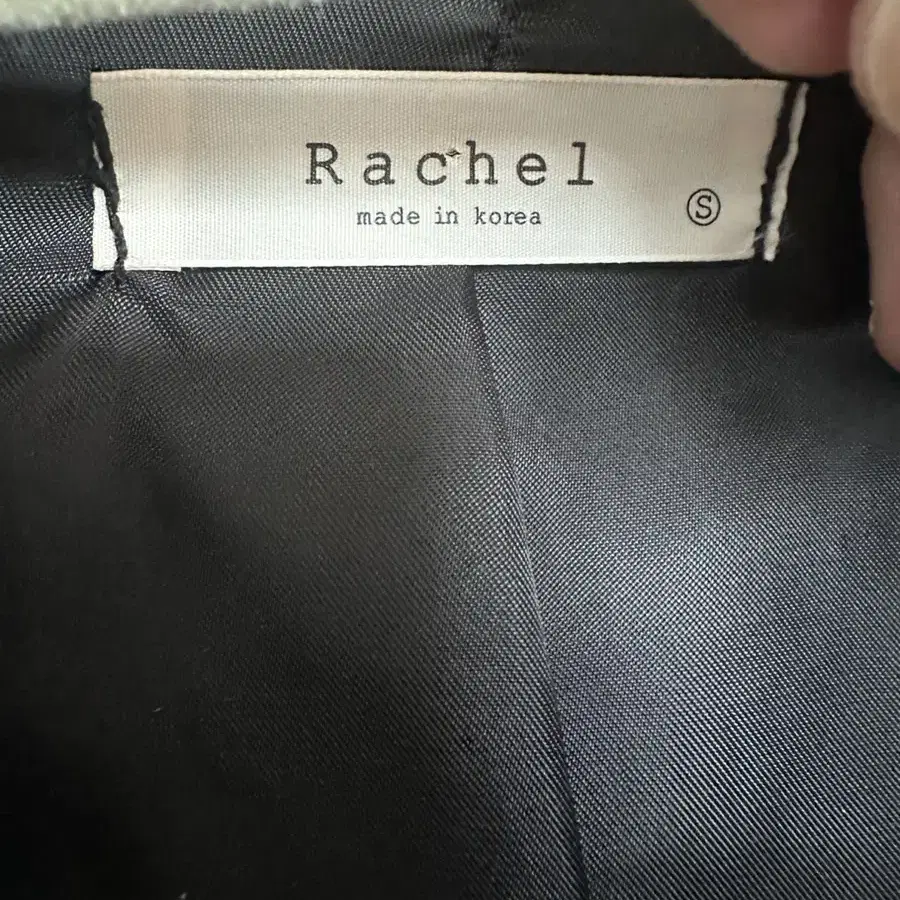 Rachel
made in korea
S